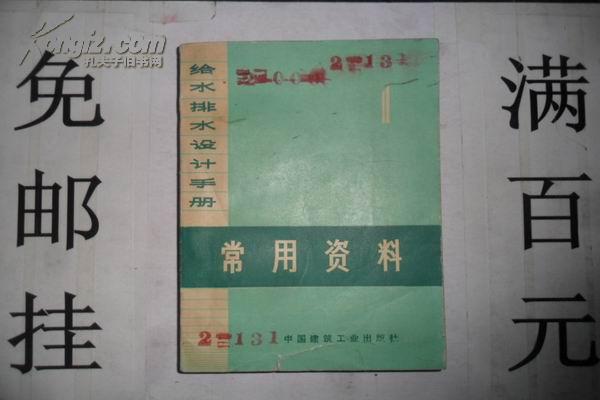 Kongfz.com
孔夫子旧书网
免邮挂
满百元
给水排水设计手册
1
常用资料
中国建筑工业出版社